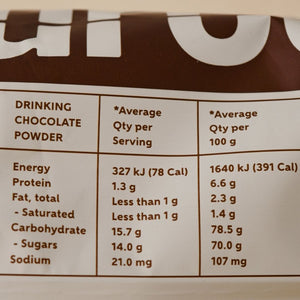 DRINKING
CHOCOLATE
POWDER
*Average
Qty per
Serving
*Average
Qty per
100 g
Energy 327 kJ (78 Cal) 1640 kJ (391 Cal)
Protein 1.3 g 6.6 g
Fat, total Less than 1 g 2.3 g
- Saturated Less than 1 g 1.4 g
Carbohydrate 15.7 g 78.5 g
- Sugars 14.0 g 70.0 g
Sodium 21.0 mg 107 mg